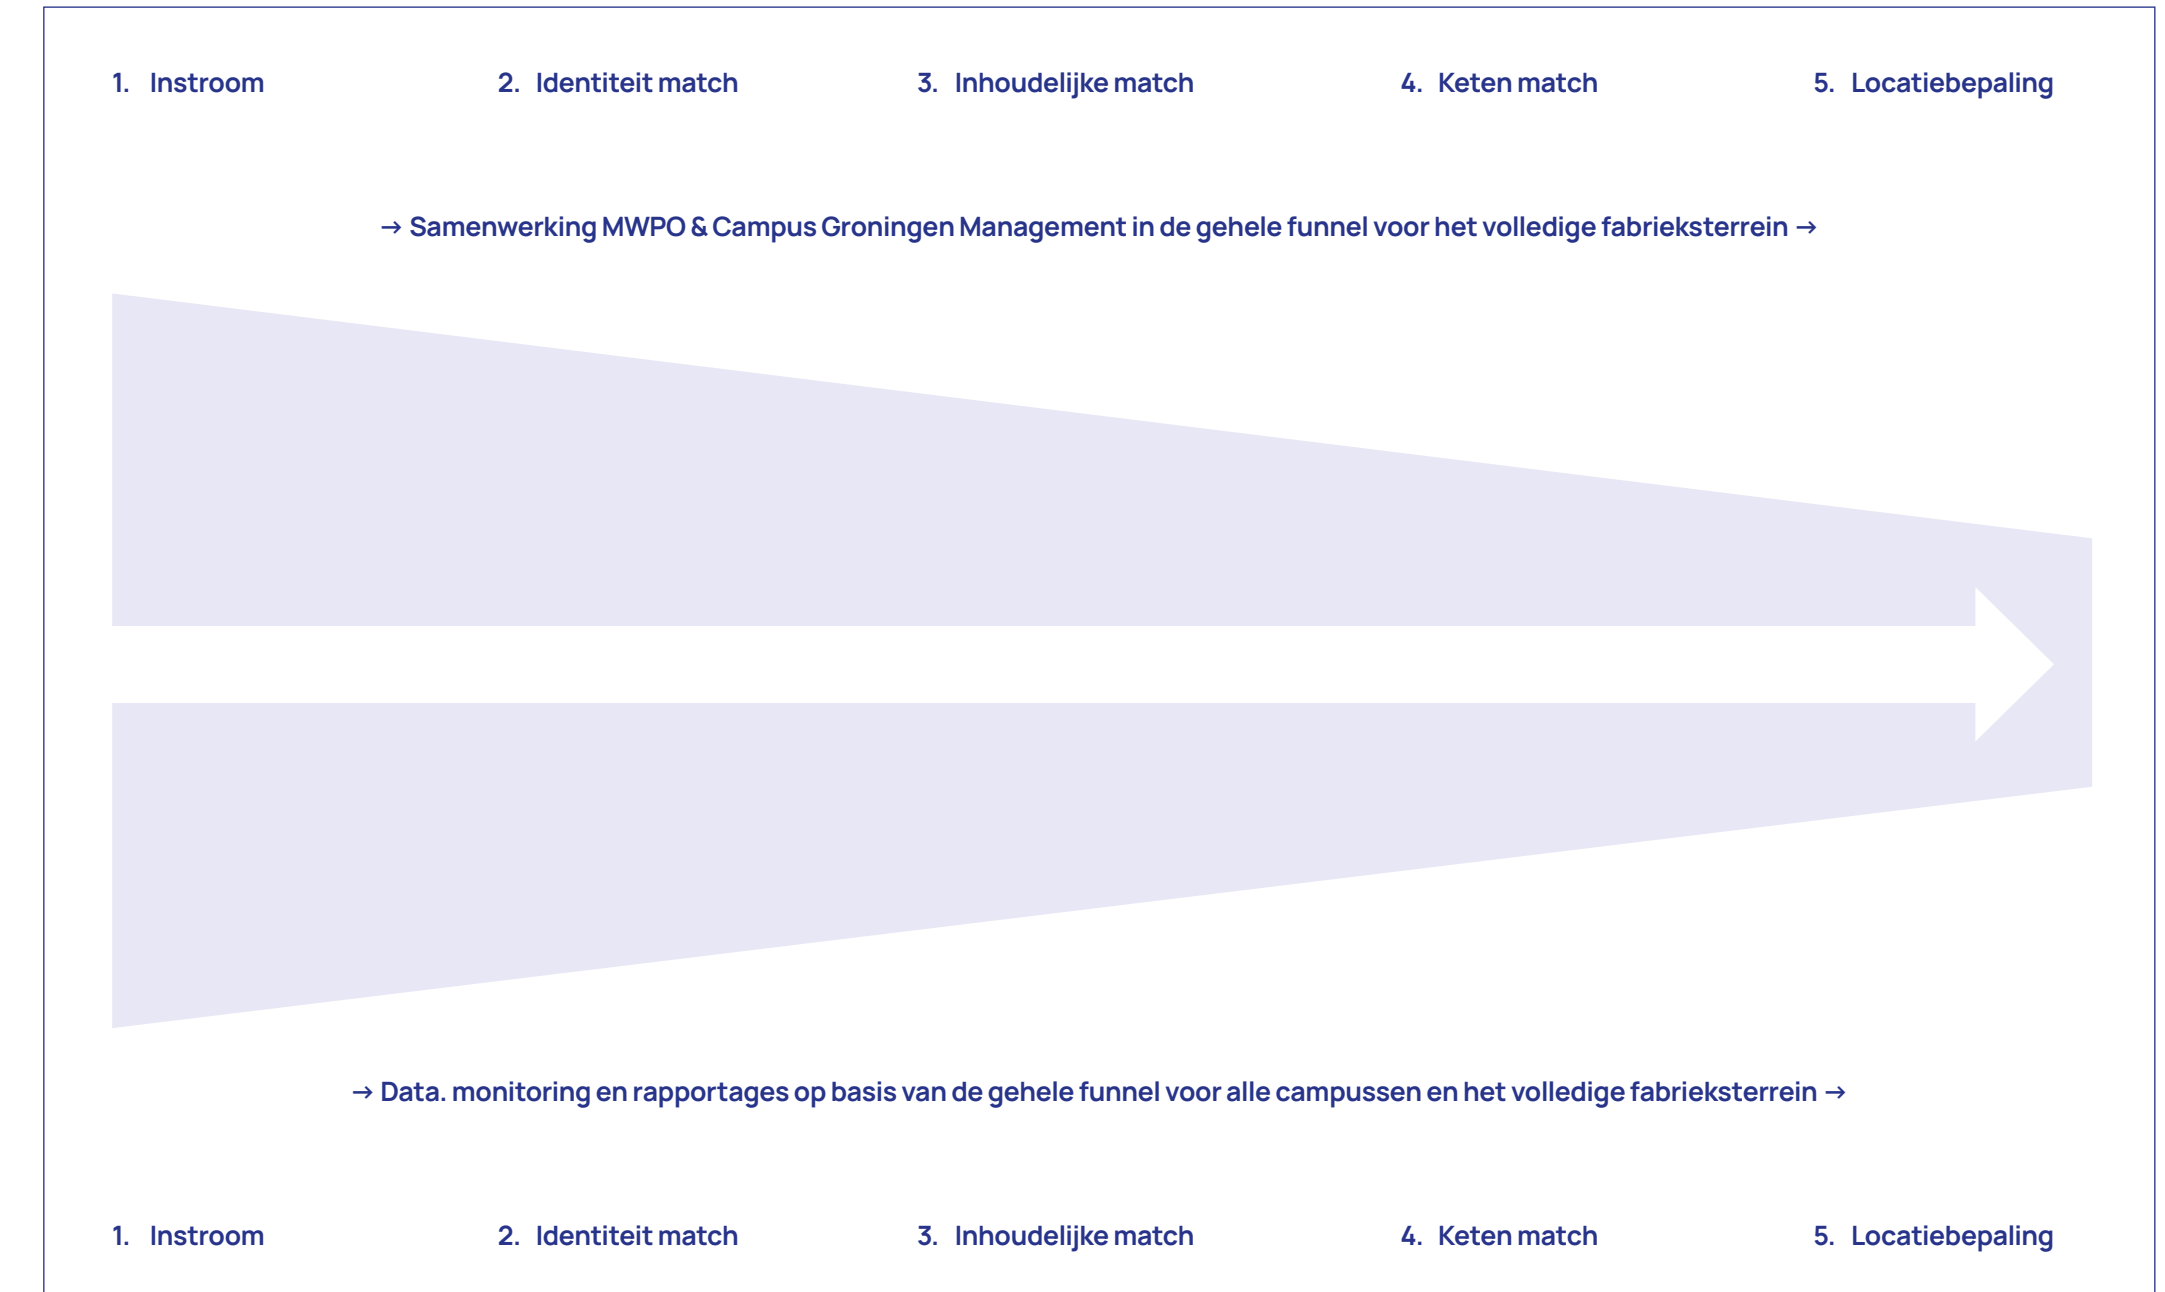 1. Instroom 2. Identiteit match 3. Inhoudelijke match 4. Keten match 5. Locatiebepaling
→ Samenwerking MWPO & Campus Groningen Management in de gehele funnel voor het volledige fabrieksterrein →
→ Data. monitoring en rapportages op basis van de gehele funnel voor alle campussen en het volledige fabrieksterrein →
1. Instroom 2. Identiteit match 3. Inhoudelijke match 4. Keten match 5. Locatiebepaling